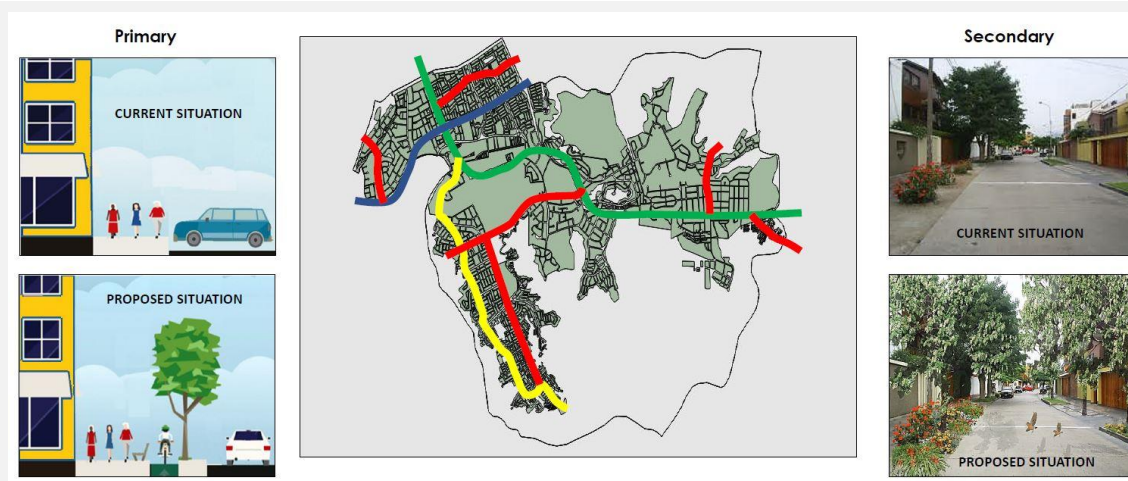 Primary
CURRENT SITUATION
PROPOSED SITUATION
Secondary
CURRENT SITUATION
PROPOSED SITUATION